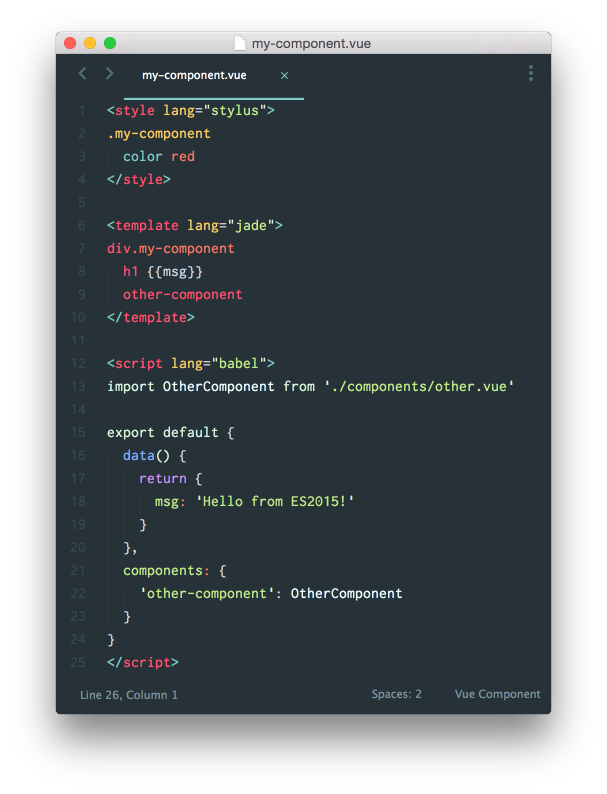 my-component.vue
my-component.vue ×
1 <style lang="stylus">
2 .my-component
3   color red
4 </style>
5
6 <template lang="jade">
7 div.my-component
8   h1 {{msg}}
9   other-component
10 </template>
11
12 <script lang="babel">
13 import OtherComponent from './components/other.vue'
14
15 export default {
16   data() {
17     return {
18       msg: 'Hello from ES2015!'
19     }
20   },
21   components: {
22     'other-component': OtherComponent
23   }
24 }
25 </script>
Line 26, Column 1 Spaces: 2 Vue Component